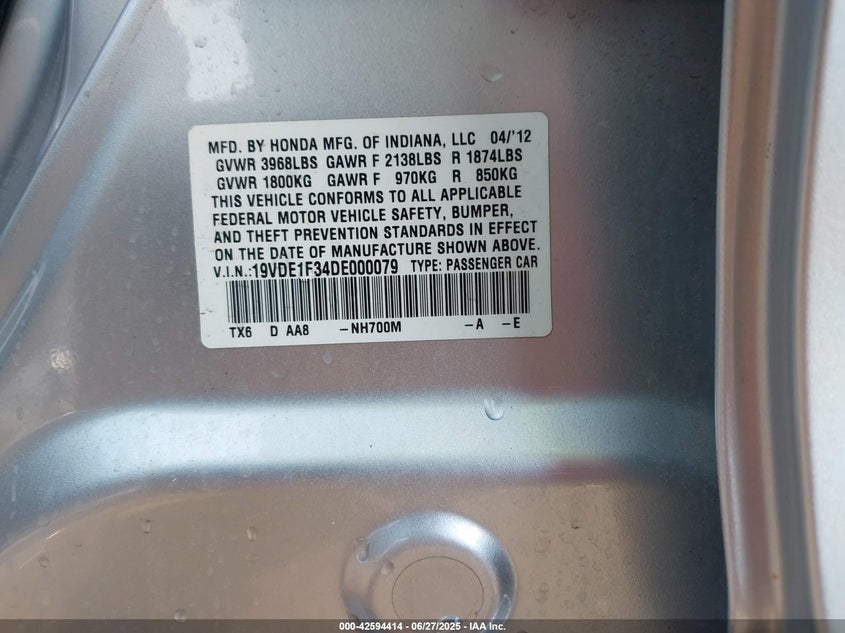 MFD. BY HONDA MFG. OF INDIANA, LLC 04/'12
GVWR 3968LBS GAWR F 2138LBS R 1874LBS
GVWR 1800KG GAWR F 970KG R 850KG
THIS VEHICLE CONFORMS TO ALL APPLICABLE
FEDERAL MOTOR VEHICLE SAFETY, BUMPER,
AND THEFT PREVENTION STANDARDS IN EFFECT
ON THE DATE OF MANUFACTURE SHOWN ABOVE.
V.I.N.:19VDE1F34DE000079 TYPE: PASSENGER CAR
TX6 D AA8 -NH700M -A -E
000-42594414 - 06/27/2025 - IAA Inc.